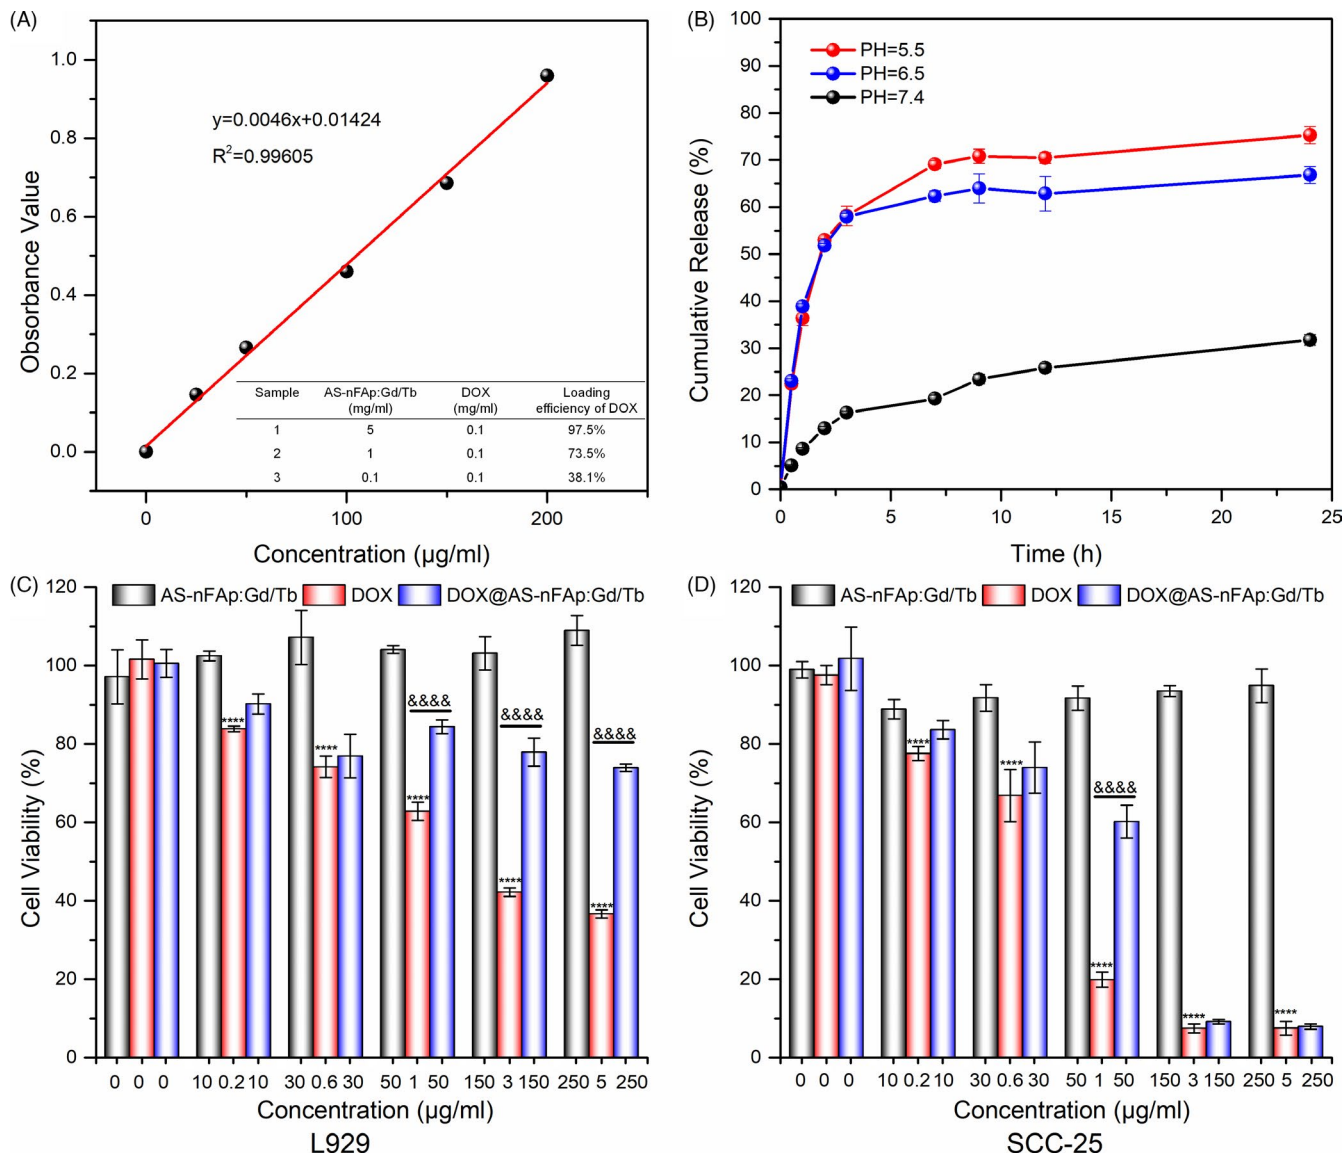 (A)
1.0
0.8
0.6
0.4
0.2
0.0
Obsorbance Value
y=0.0046x+0.01424
R²=0.99605
Sample AS-nFAp:Gd/Tb (mg/ml) DOX (mg/ml) Loading efficiency of DOX
1 5 0.1 97.5%
2 1 0.1 73.5%
3 0.1 0.1 38.1%
0 100 200
Concentration (μg/ml)
(B)
100
90
80
70
60
50
40
30
20
10
0
Cumulative Release (%)
PH=5.5
PH=6.5
PH=7.4
0 5 10 15 20 25
Time (h)
(C)
120
100
80
60
40
20
0
Cell Viability (%)
AS-nFAp:Gd/Tb DOX DOX@AS-nFAp:Gd/Tb
**** **** **** **** ****
&&&& &&&& &&&&
0 0 0 10 0.2 10 30 0.6 30 50 1 50 150 3 150 250 5 250
Concentration (μg/ml)
L929
(D)
120
100
80
60
40
20
0
Cell Viability (%)
AS-nFAp:Gd/Tb DOX DOX@AS-nFAp:Gd/Tb
**** **** **** **** ****
&&&&
0 0 0 10 0.2 10 30 0.6 30 50 1 50 150 3 150 250 5 250
Concentration (μg/ml)
SCC-25